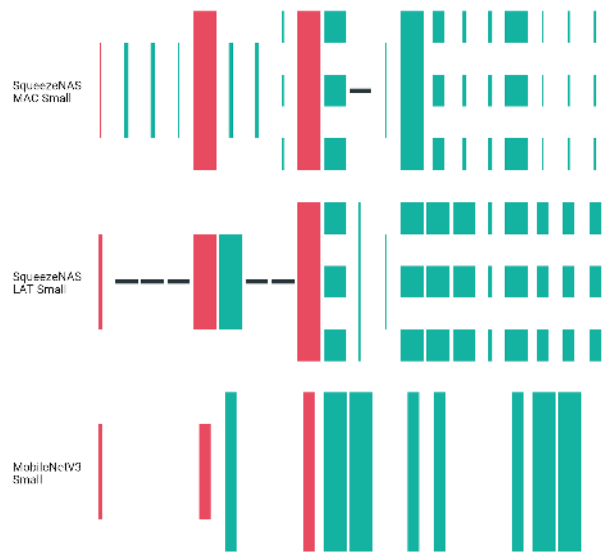 SqueezeNAS
MAC Small
SqueezeNAS
LAT Small
MobileNetV3
Small